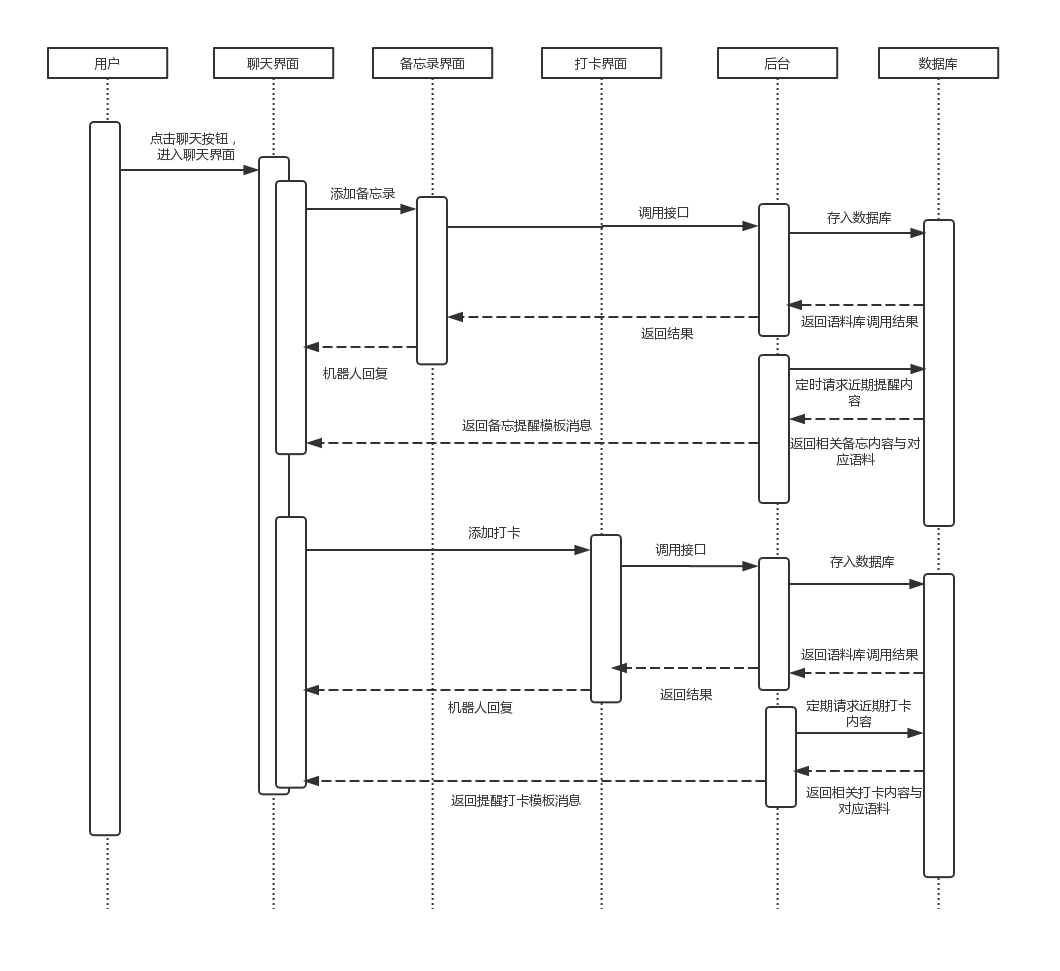 用户
聊天界面
备忘录界面
打卡界面
后台
数据库
点击聊天按钮，
进入聊天界面
添加备忘录
调用接口
存入数据库
返回语料库调用结果
返回结果
机器人回复
定时请求近期提醒内
容
返回备忘提醒模板消息
返回相关备忘内容与对
应语料
添加打卡
调用接口
存入数据库
返回语料库调用结果
返回结果
机器人回复
定期请求近期打卡
内容
返回相关打卡内容与
对应语料
返回提醒打卡模板消息